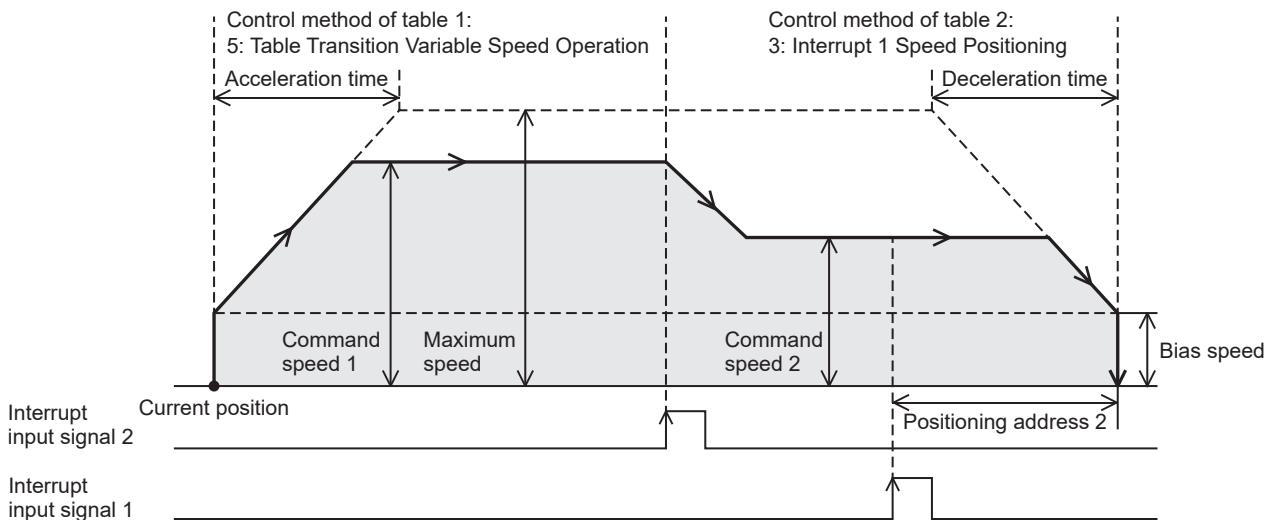 Control method of table 1:
5: Table Transition Variable Speed Operation
Control method of table 2:
3: Interrupt 1 Speed Positioning
Acceleration time
Deceleration time
Command
speed 1
Maximum
speed
Command
speed 2
Bias speed
Current position
Positioning address 2
Interrupt
input signal 2
Interrupt
input signal 1